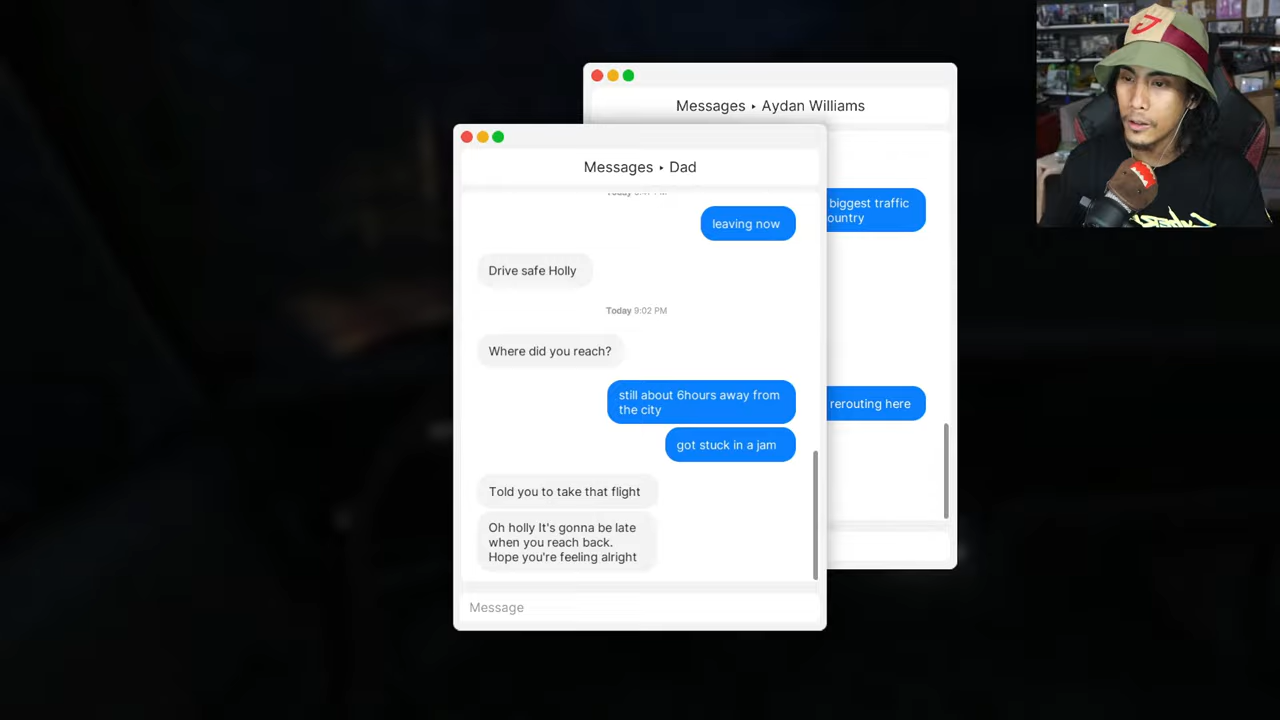 Messages ‣ Aydan Williams
biggest traffic
ountry
rerouting here
Messages ‣ Dad
leaving now
Drive safe Holly
Today 9:02 PM
Where did you reach?
still about 6hours away from
the city
got stuck in a jam
Told you to take that flight
Oh holly It's gonna be late
when you reach back.
Hope you're feeling alright
Message